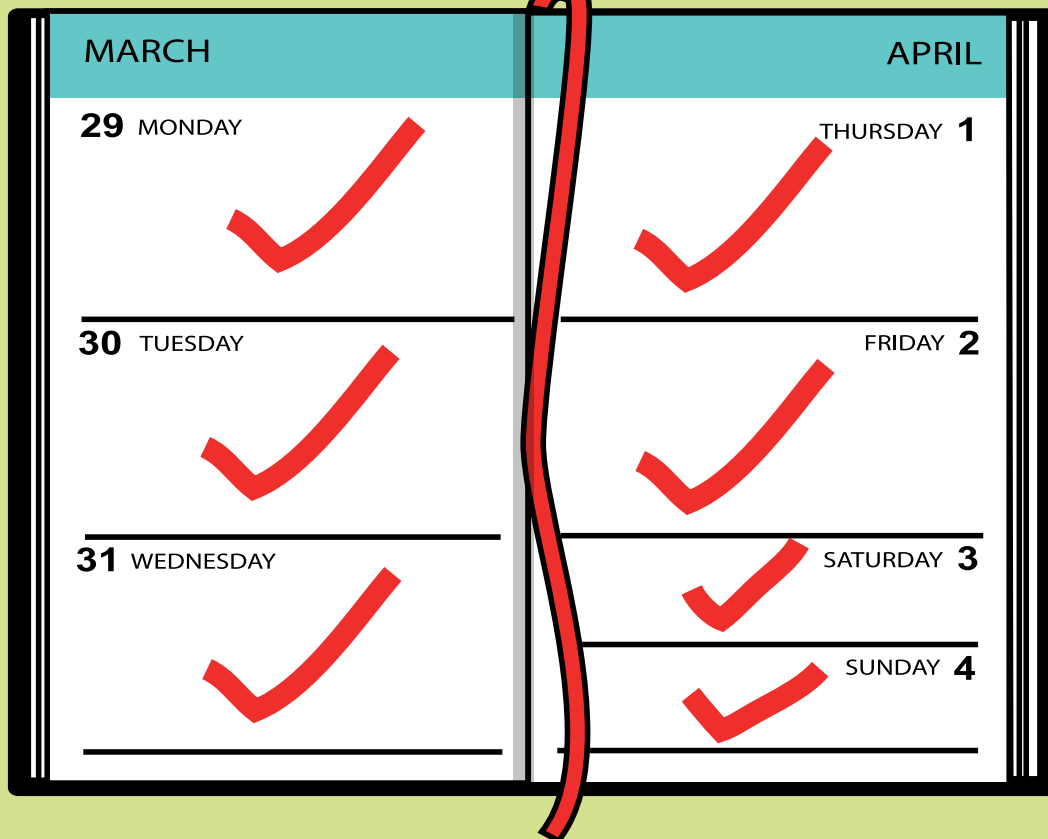 MARCH
29 MONDAY
30 TUESDAY
31 WEDNESDAY
APRIL
THURSDAY 1
FRIDAY 2
SATURDAY 3
SUNDAY 4